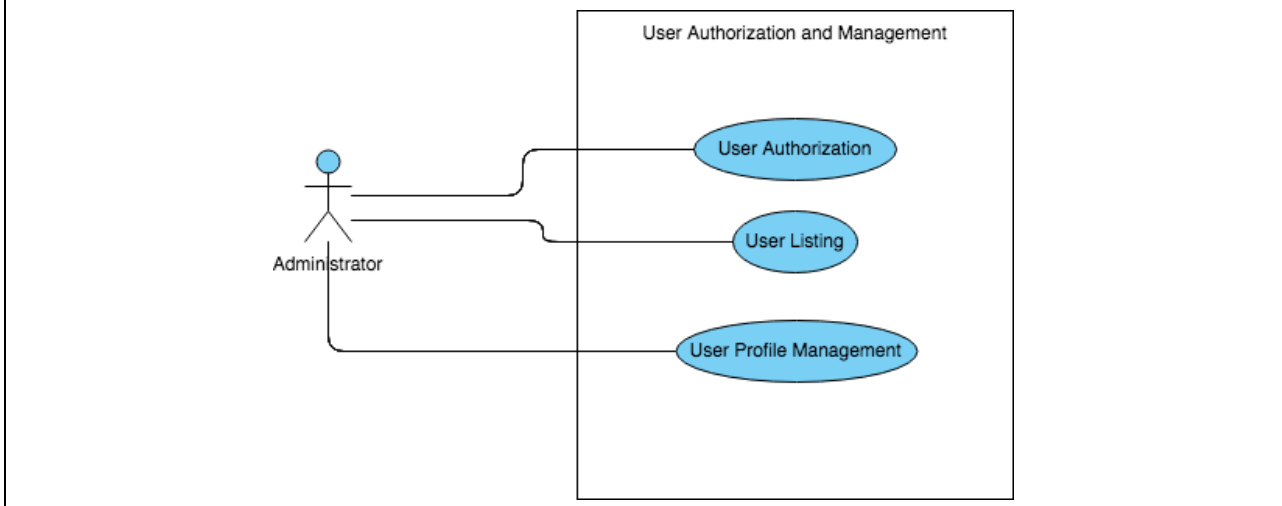 User Authorization and Management
User Authorization
User Listing
Administrator
User Profile Management